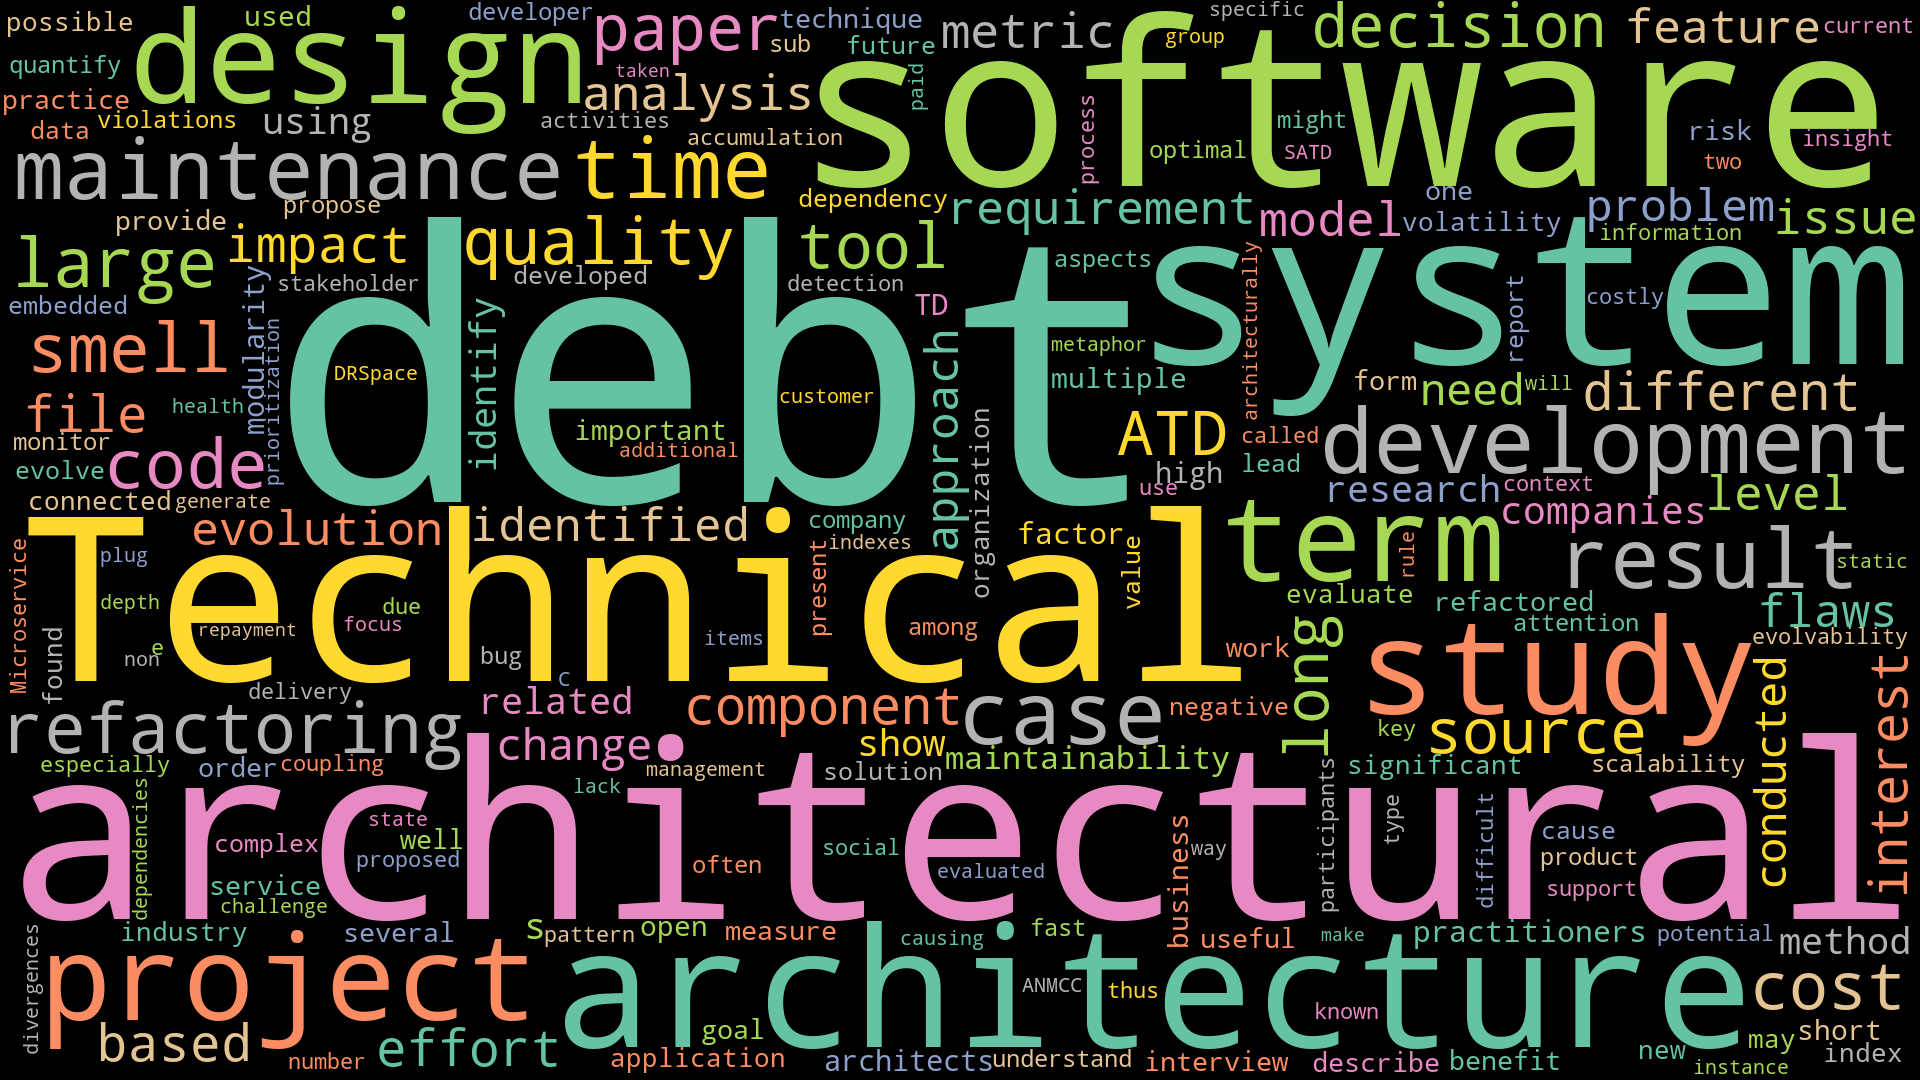 possible
used
developer
paper
technique
sub
specific
group
decision
feature
current
design
metric
software
future
quantify
taken
analysis
paid
practice
data
violations
using
activities
accumulation
process
optimal
might
SATD
risk
two
insight
maintenance
time
dependency
requirement
model
one
volatility
problem
information
issue
provide
propose
large
impact
quality
tool
stakeholder
developed
detection
aspects
architecturally
system
costly
report
embedded
modularity
identify
TD
debt
smell
prioritization
DRSpace
metaphor
multiple
approach
customer
form
need
will
different
file
health
important
additional
organization
ATD
called
development
monitor
evolve
code
high
lead
use
connected
generate
research
context
companies
level
evolution
identified
company
indexes
factor
term
result
static
Microservice
plug
Technical
present
value
rule
depth
due
focus
repayment
items
among
evaluate
refactored
attention
flaws
evolvability
found
non
e
bug
c
work
long
study
delivery
related
component
case
negative
key
source
conducted
interest
refactoring
change
show
maintainability
significant
scalability
especially
order
coupling
lack
management
solution
architectural
dependencies
state
complex
well
proposed
often
social
evaluated
business
way
participants
type
difficult
cause
product
support
service
challenge
industry
several
s
pattern
open
measure
causing
fast
useful
make
practitioners
potential
method
divergences
project
architecture
ANMCC
thus
known
cost
based
number
effort
goal
application
architects
understand
interview
describe
benefit
new
instance
may
short
index